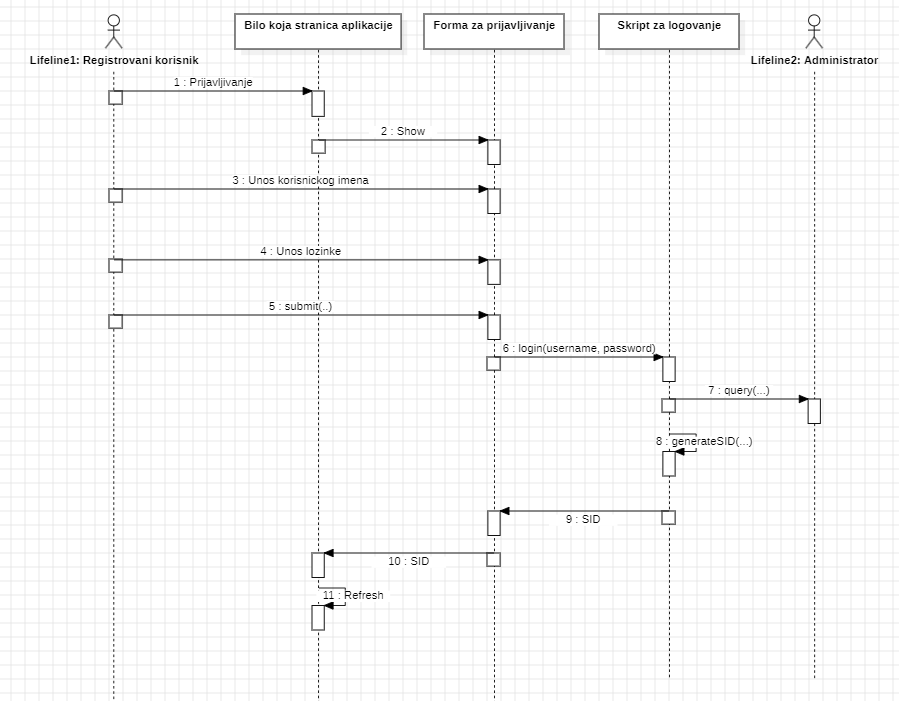 Bilo koja stranica aplikacije
Forma za prijavljivanje
Skript za logovanje
Lifeline1: Registrovani korisnik
Lifeline2: Administrator
1 : Prijavljivanje
2 : Show
3 : Unos korisnickog imena
4 : Unos lozinke
5 : submit(..)
6 : login(username, password)
7 : query(...)
8 : generateSID(...)
9 : SID
10 : SID
11 : Refresh